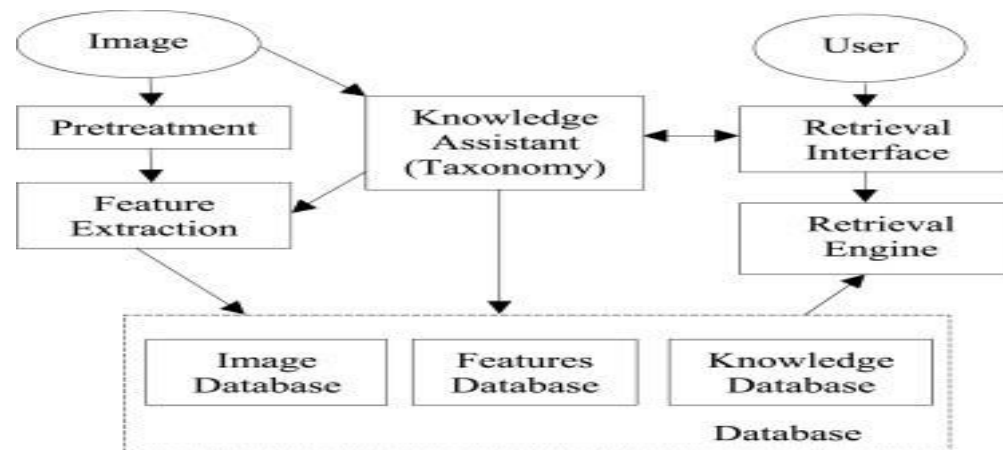 Image
User
Pretreatment
Knowledge
Assistant
(Taxonomy)
Retrieval
Interface
Feature
Extraction
Retrieval
Engine
Image
Database
Features
Database
Knowledge
Database
Database